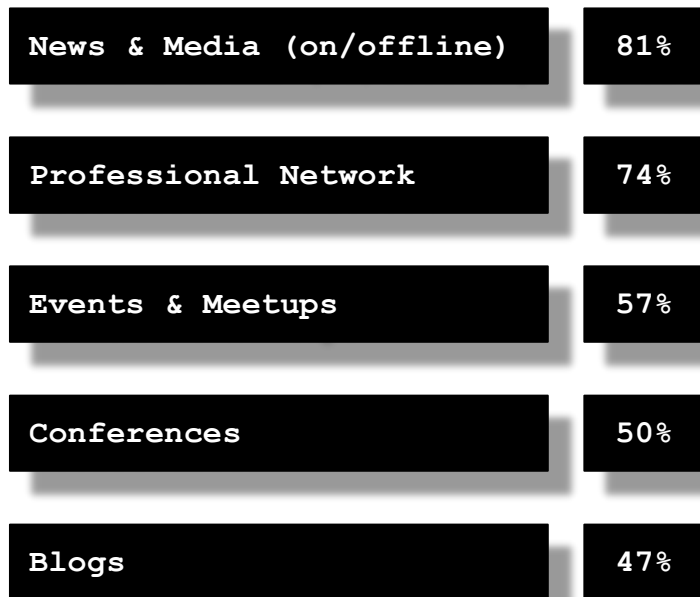 News & Media (on/offline) 81%
Professional Network 74%
Events & Meetups 57%
Conferences 50%
Blogs 47%